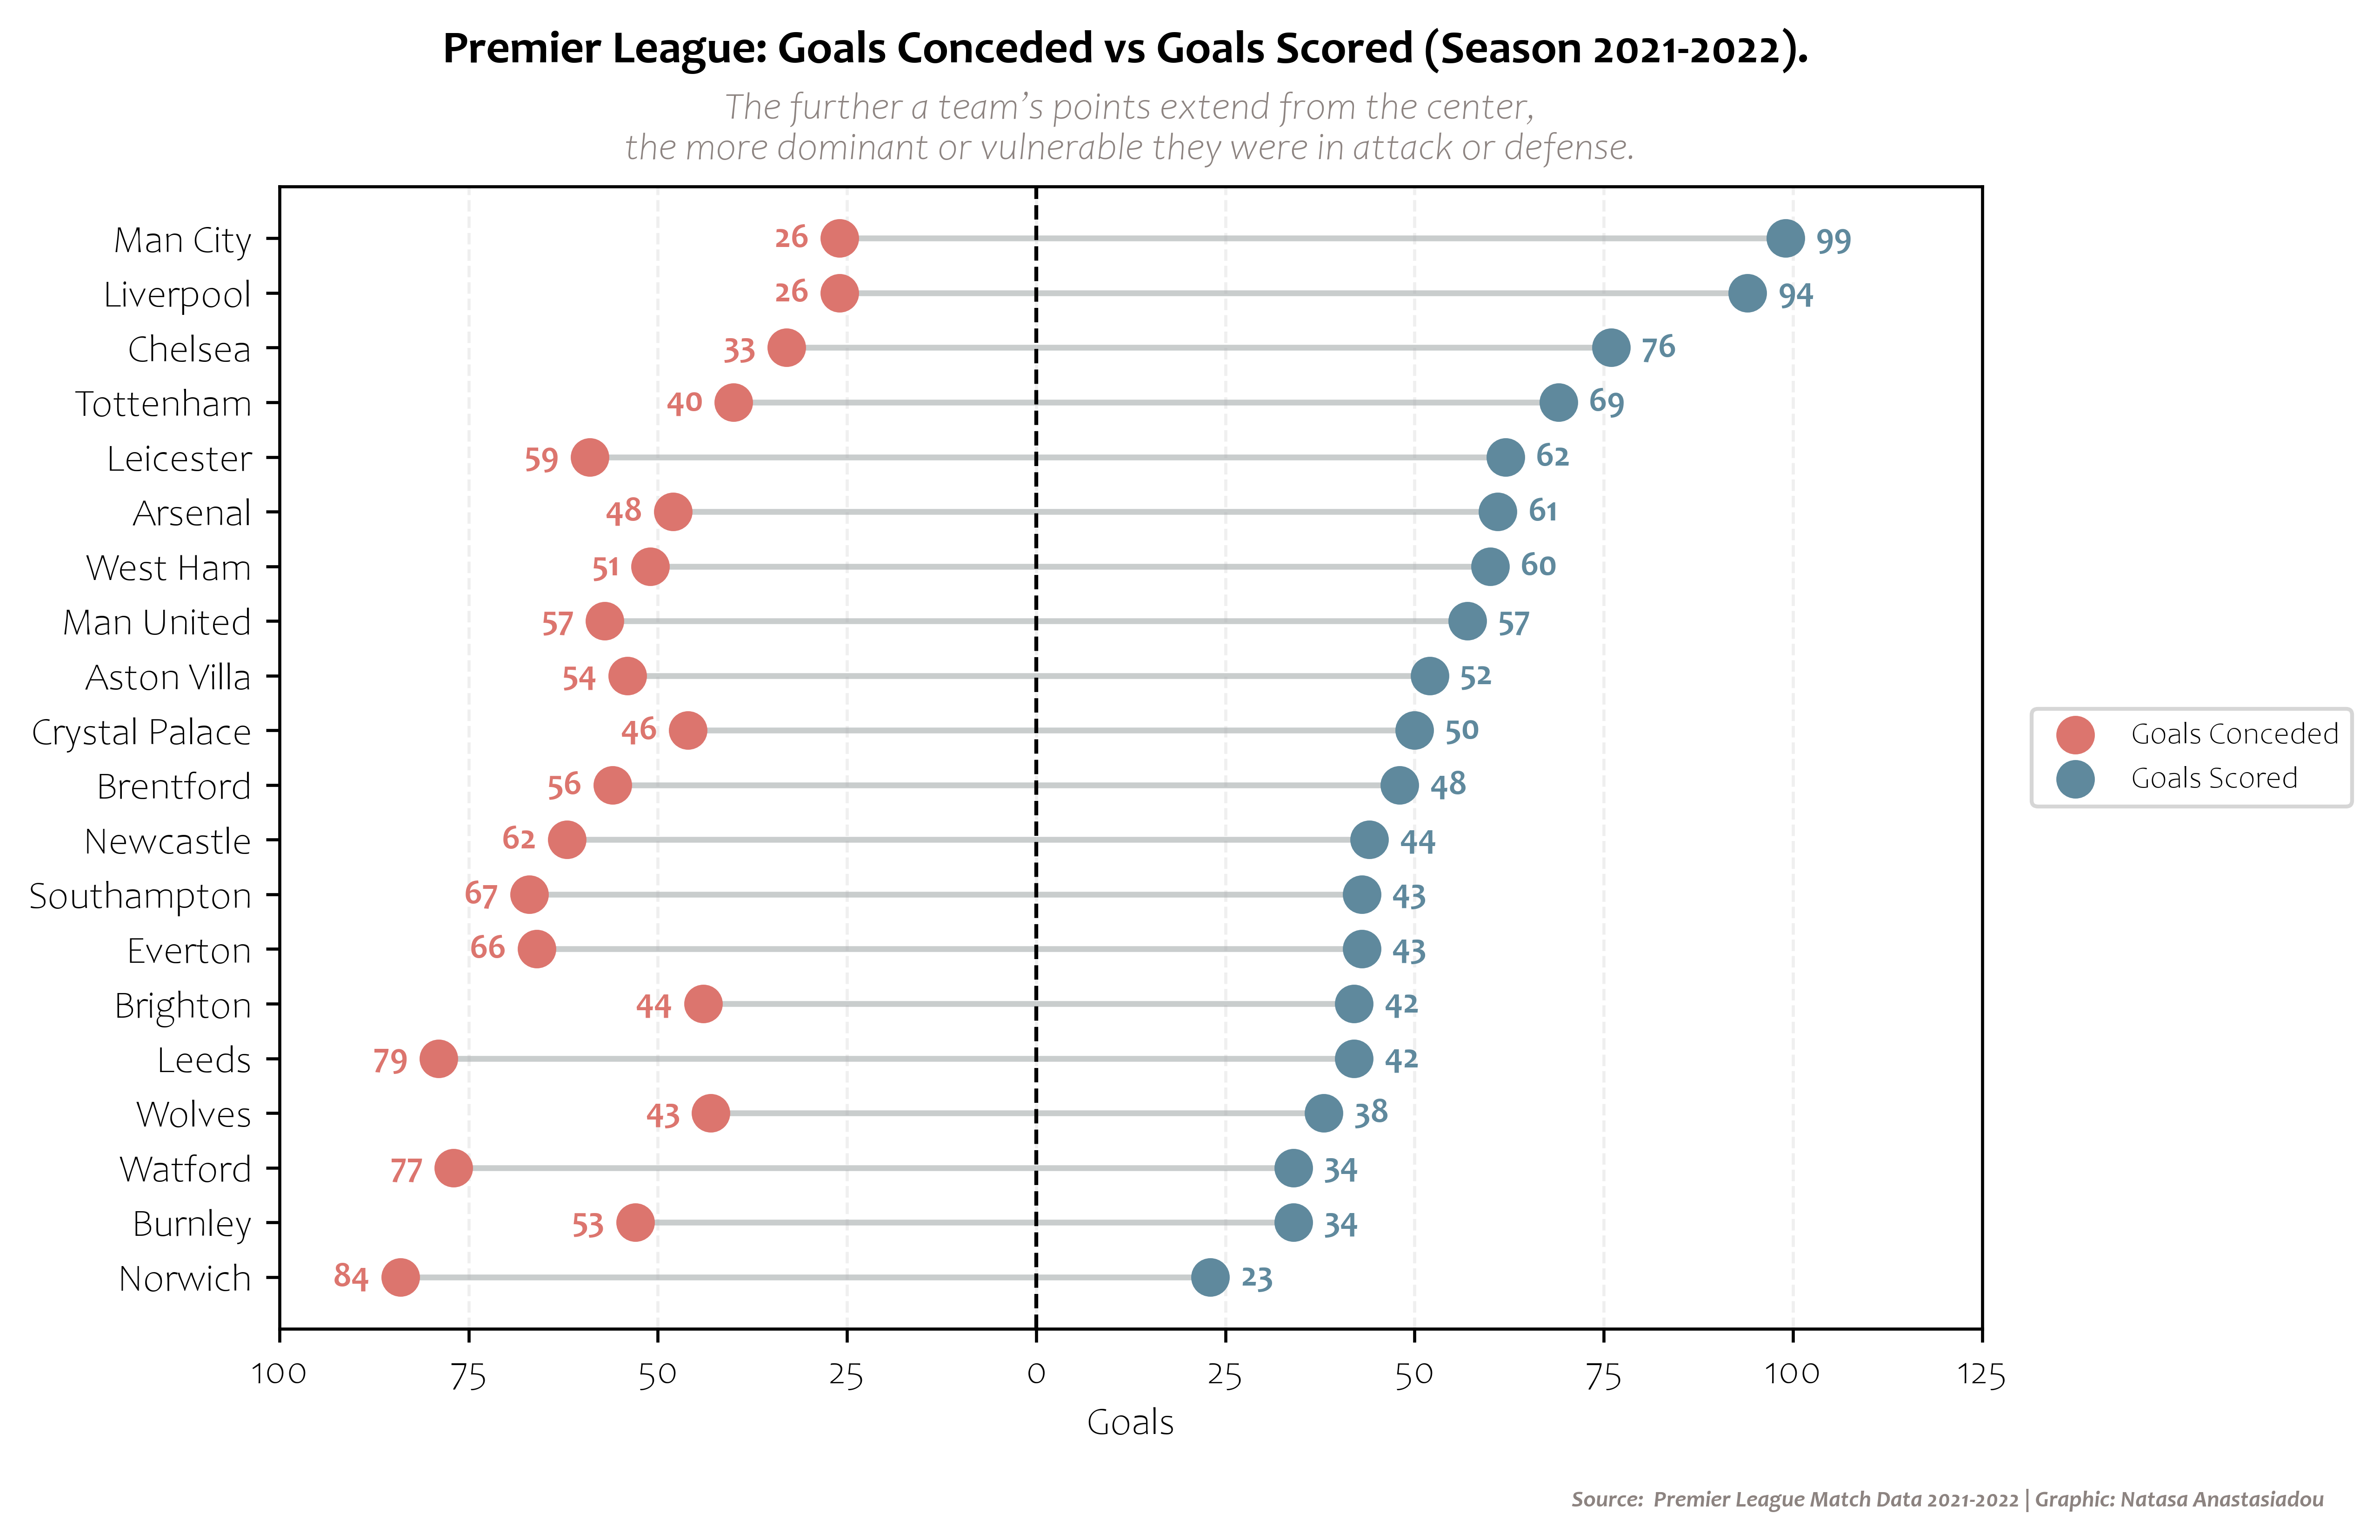 Premier League: Goals Conceded vs Goals Scored (Season 2021-2022).
The further a team’s points extend from the center,
the more dominant or vulnerable they were in attack or defense.
Man City 26 99
Liverpool 26 94
Chelsea 33 76
Tottenham 40 69
Leicester 59 62
Arsenal 48 61
West Ham 51 60
Man United 57 57
Aston Villa 54 52
Crystal Palace 46 50
Brentford 56 48
Newcastle 62 44
Southampton 67 43
Everton 66 43
Brighton 44 42
Leeds 79 42
Wolves 43 38
Watford 77 34
Burnley 53 34
Norwich 84 23
100 75 50 25 0 25 50 75 100 125
Goals
Goals Conceded
Goals Scored
Source: Premier League Match Data 2021-2022 | Graphic: Natasa Anastasiadou